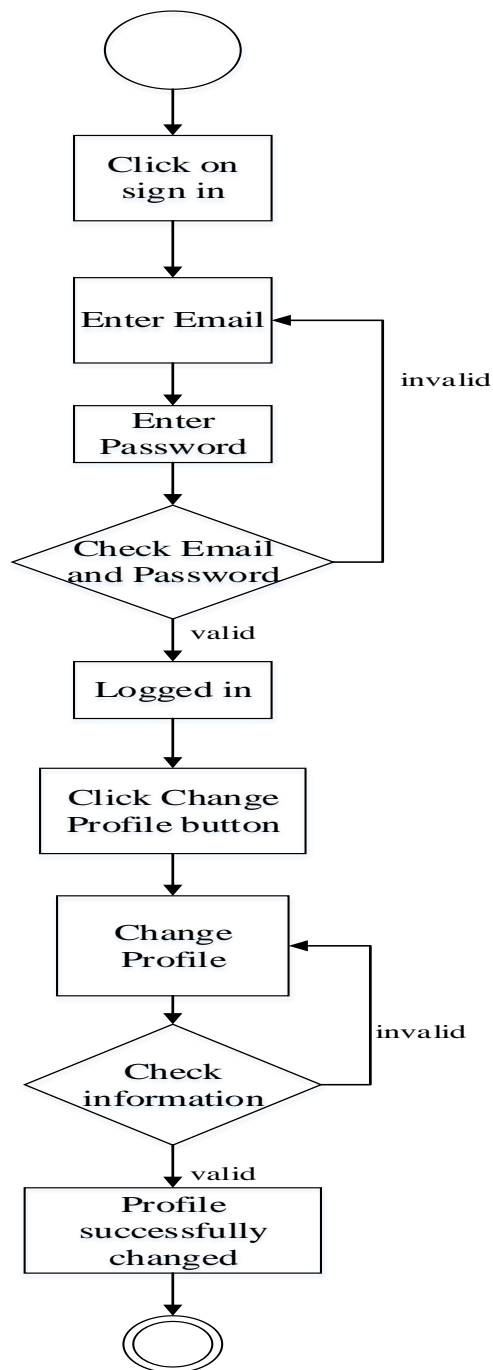 Click on
sign in
Enter Email
invalid
Enter
Password
Check Email
and Password
valid
Logged in
Click Change
Profile button
Change
Profile
invalid
Check
information
valid
Profile
successfully
changed